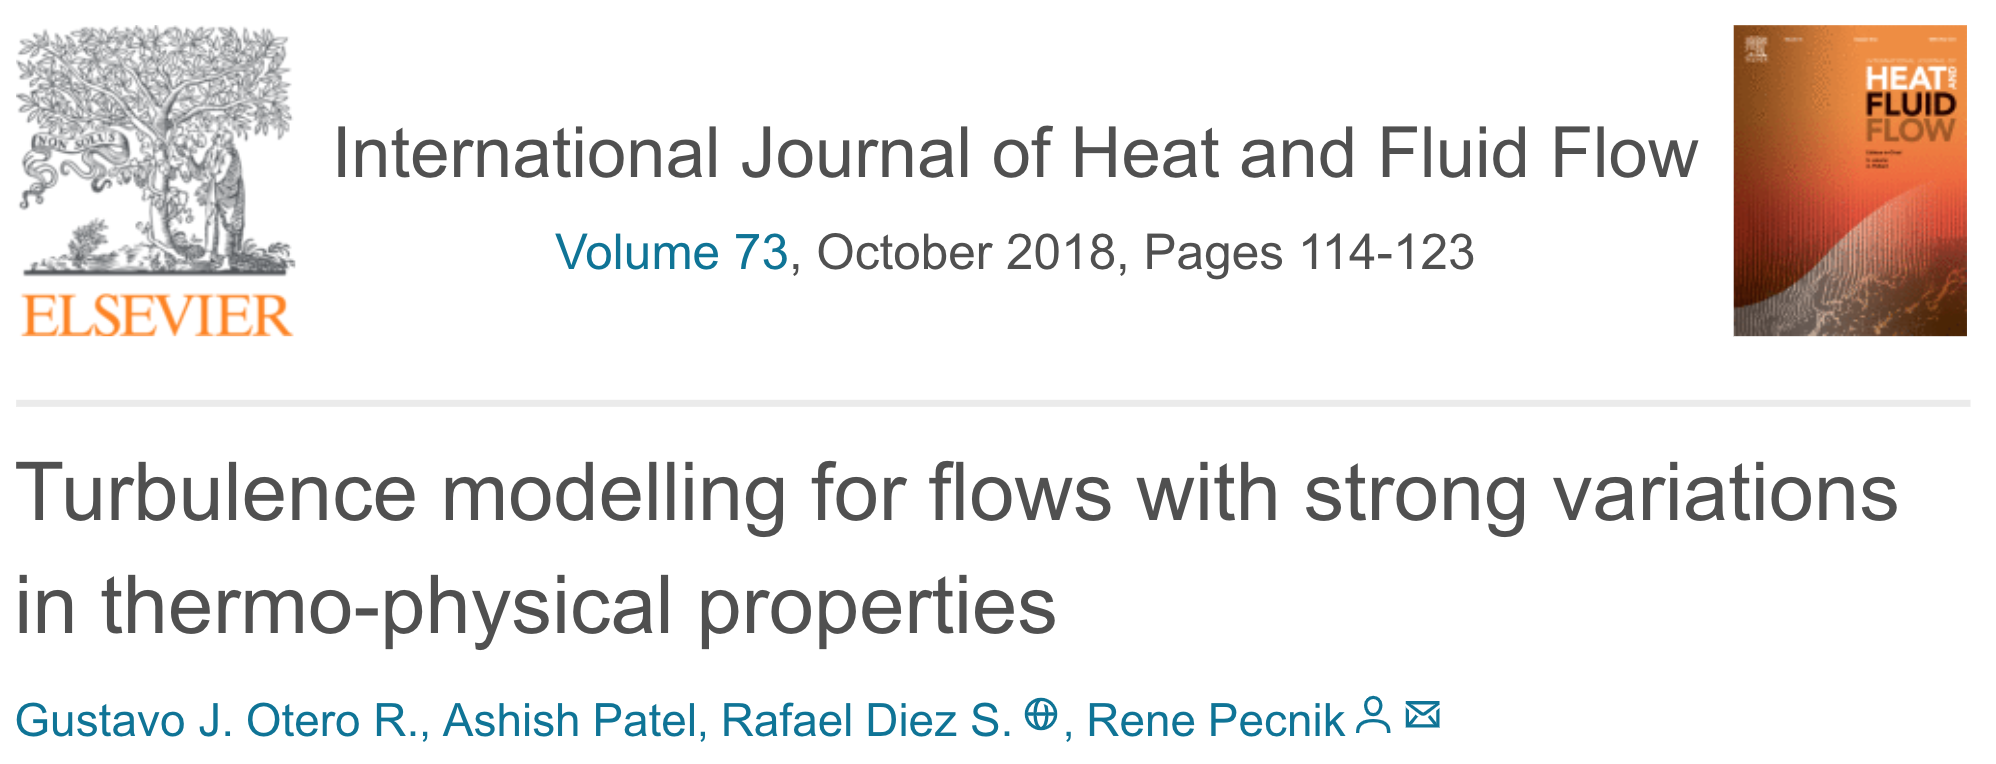 NON SOLUS
ELSEVIER
International Journal of Heat and Fluid Flow
Volume 73, October 2018, Pages 114-123
HEAT AND
FLUID
FLOW
Turbulence modelling for flows with strong variations
in thermo-physical properties
Gustavo J. Otero R., Ashish Patel, Rafael Diez S., Rene Pecnik